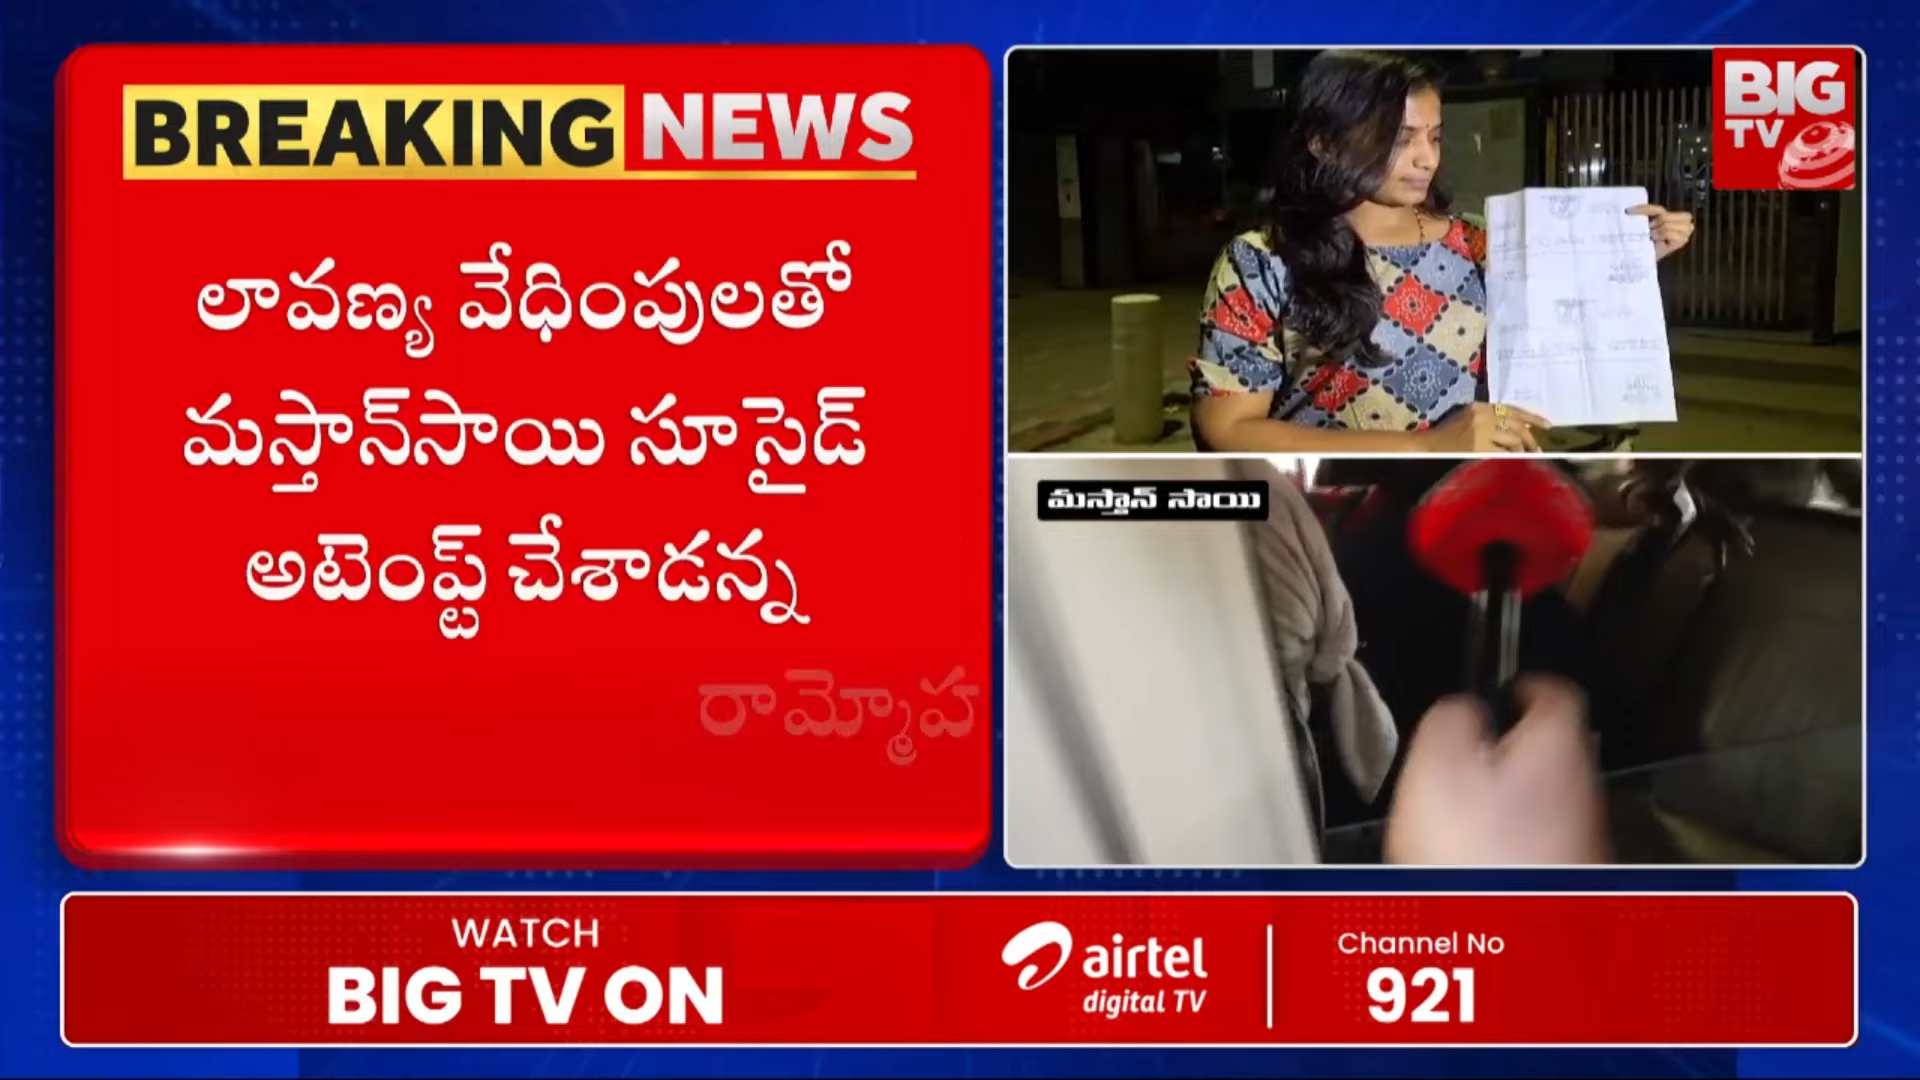 BREAKING NEWS
లావణ్య వేధింపులతో
మస్తాన్‌సాయి సూసైడ్
అటెంప్ట్ చేశాడన్న
రామ్మోహ
BIG
TV
మస్తాన్ సాయి
WATCH
BIG TV ON
airtel
digital TV
Channel No
921